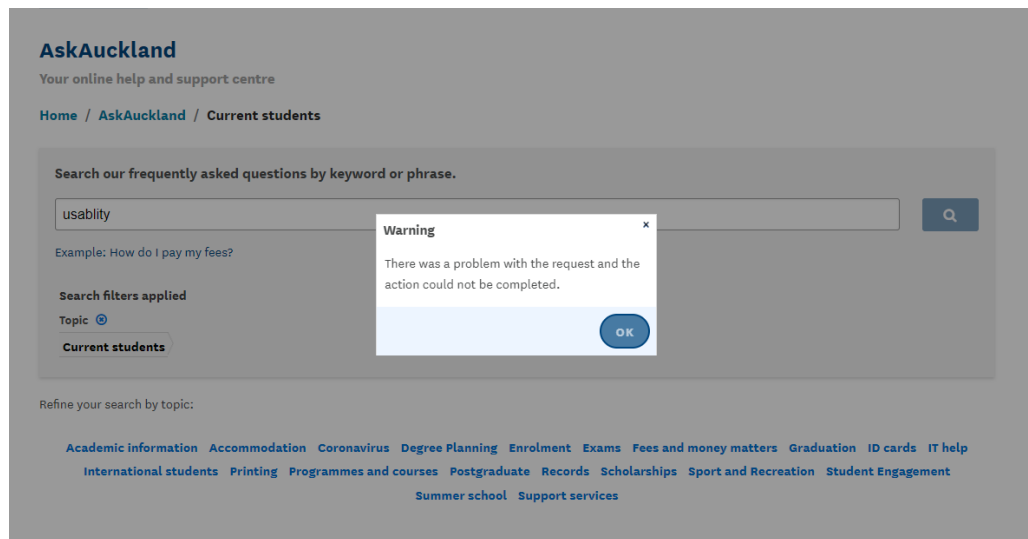 AskAuckland
Your online help and support centre
Home / AskAuckland / Current students
Search our frequently asked questions by keyword or phrase.
usablity
Example: How do I pay my fees?
Search filters applied
Topic
Current students
Warning x
There was a problem with the request and the
action could not be completed.
OK
Refine your search by topic:
Academic information Accommodation Coronavirus Degree Planning Enrolment Exams Fees and money matters Graduation ID cards IT help
International students Printing Programmes and courses Postgraduate Records Scholarships Sport and Recreation Student Engagement
Summer school Support services